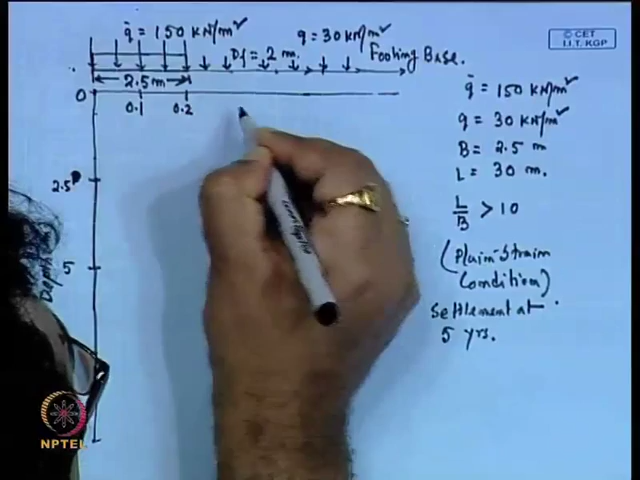 q̄ = 150 KN/m² q = 30 KN/m²
Df = 2 m. Footing Base.
2.5 m
0
0.1 0.2
2.5
5
Depth
q̄ = 150 KN/m²
q = 30 KN/m²
B = 2.5 m
L = 30 m.
L/B > 10
(Plain-Strain
Condition)
Settlement at
5 yrs.
© CET
I.I.T. KGP
NPTEL